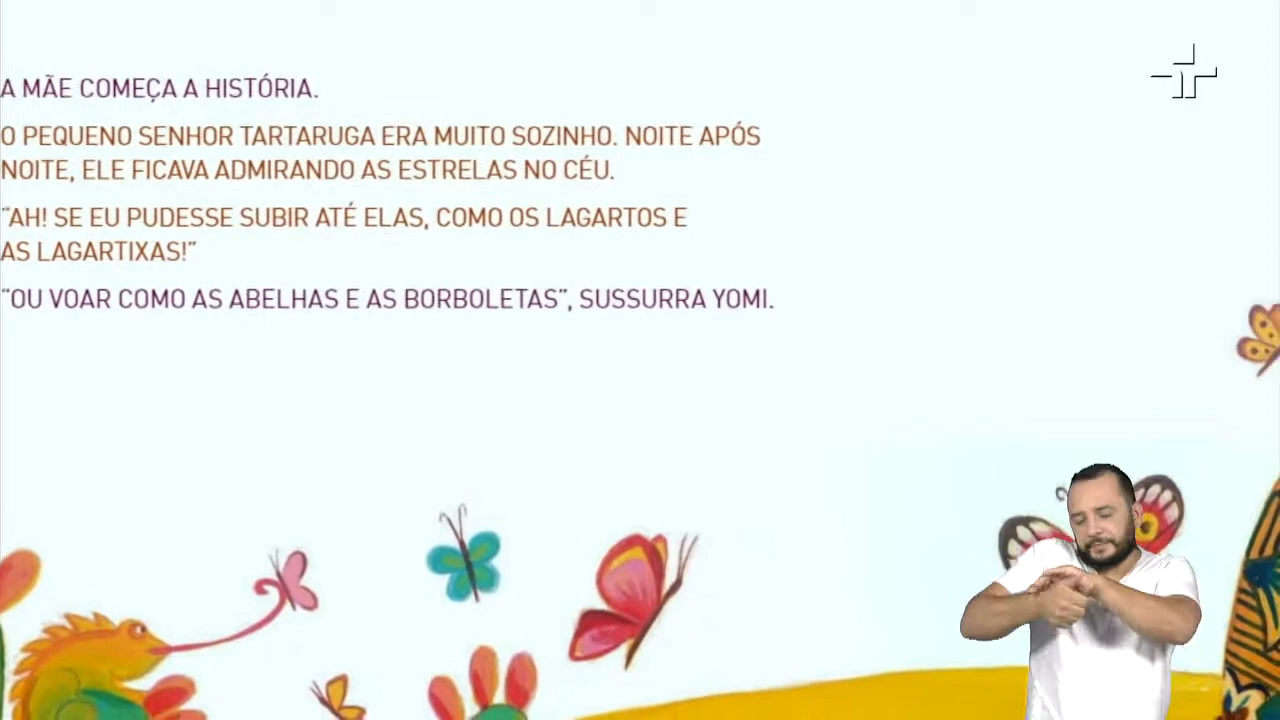 A MÃE COMEÇA A HISTÓRIA.
O PEQUENO SENHOR TARTARUGA ERA MUITO SOZINHO. NOITE APÓS
NOITE, ELE FICAVA ADMIRANDO AS ESTRELAS NO CÉU.
"AH! SE EU PUDESSE SUBIR ATÉ ELAS, COMO OS LAGARTOS E
AS LAGARTIXAS!"
"OU VOAR COMO AS ABELHAS E AS BORBOLETAS", SUSSURRA YOMI.